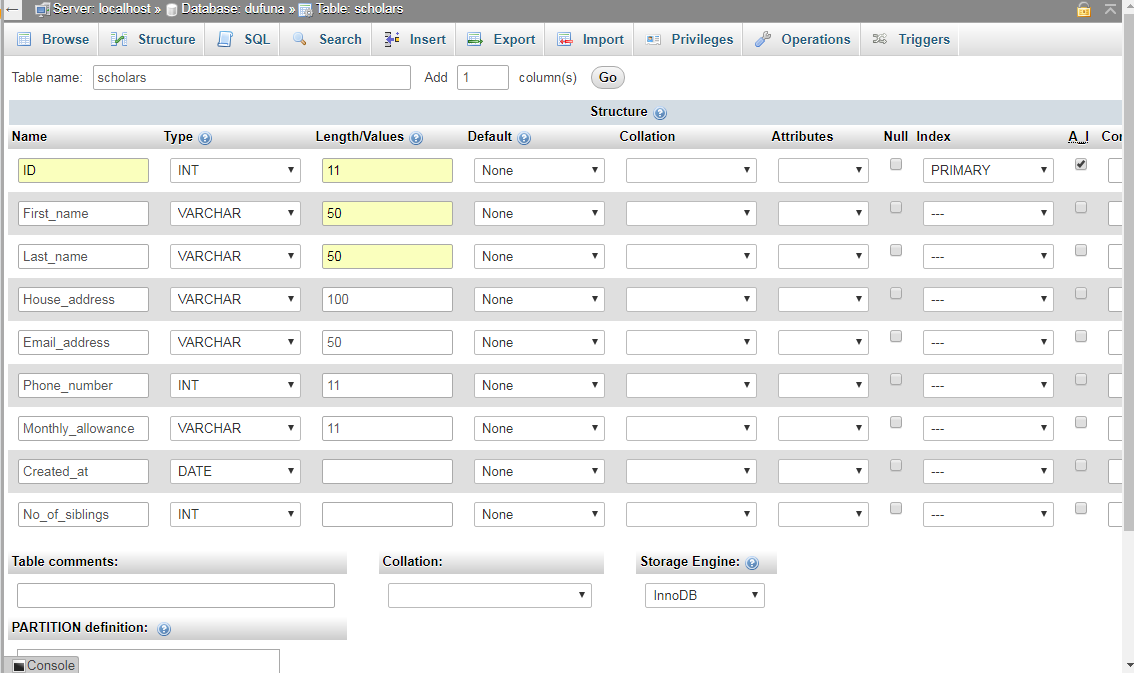 Server: localhost » Database: dufuna » Table: scholars
Browse Structure SQL Search Insert Export Import Privileges Operations Triggers
Table name: scholars Add 1 column(s) Go
Structure
Name Type Length/Values Default Collation Attributes Null Index A_I
ID INT 11 None PRIMARY
First_name VARCHAR 50 None ---
Last_name VARCHAR 50 None ---
House_address VARCHAR 100 None ---
Email_address VARCHAR 50 None ---
Phone_number INT 11 None ---
Monthly_allowance VARCHAR 11 None ---
Created_at DATE None ---
No_of_siblings INT None ---
Table comments: Collation: Storage Engine:
InnoDB
PARTITION definition:
Console